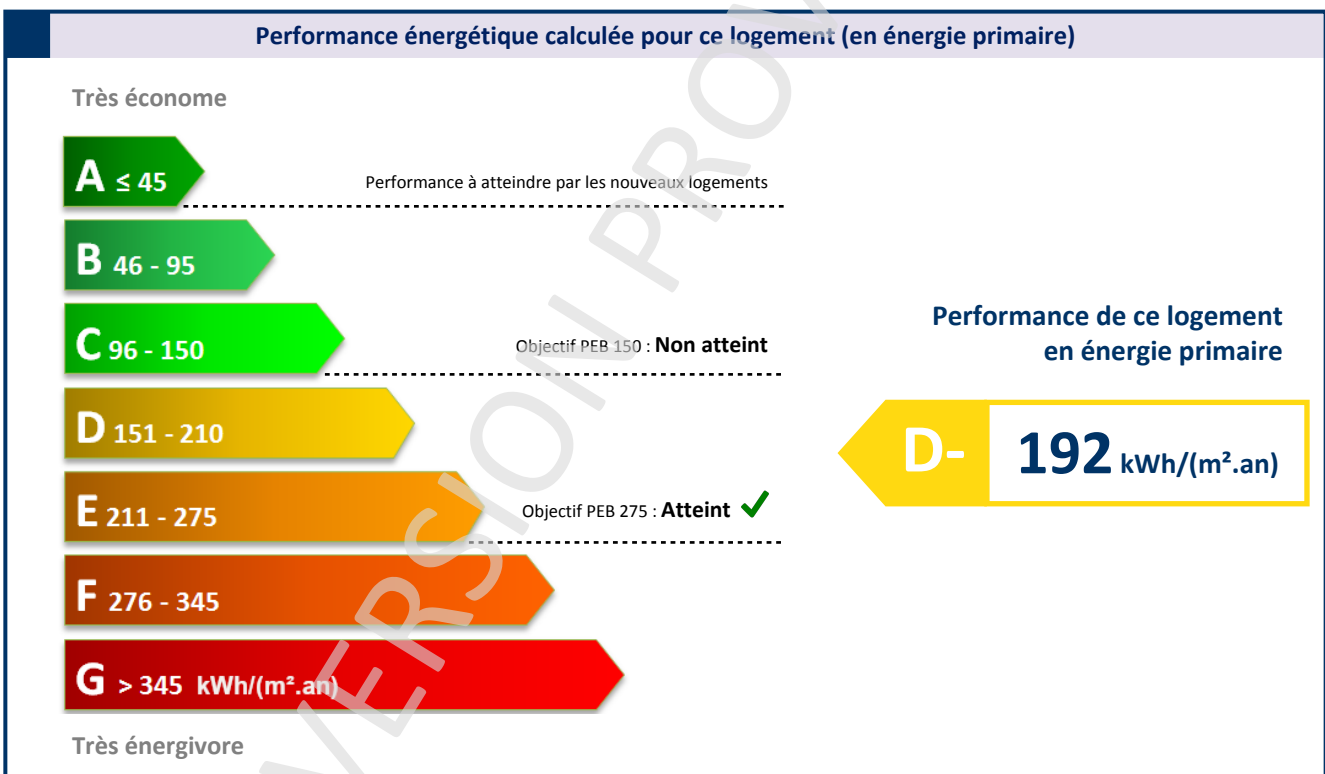 Performance énergétique calculée pour ce logement (en énergie primaire)
Très économe
A ≤ 45
Performance à atteindre par les nouveaux logements
B 46 - 95
C 96 - 150
Objectif PEB 150 : Non atteint
D 151 - 210
E 211 - 275
Objectif PEB 275 : Atteint ✓
F 276 - 345
G > 345 kWh/(m².an)
Très énergivore
Performance de ce logement
en énergie primaire
D- 192 kWh/(m².an)
VERSION PROV